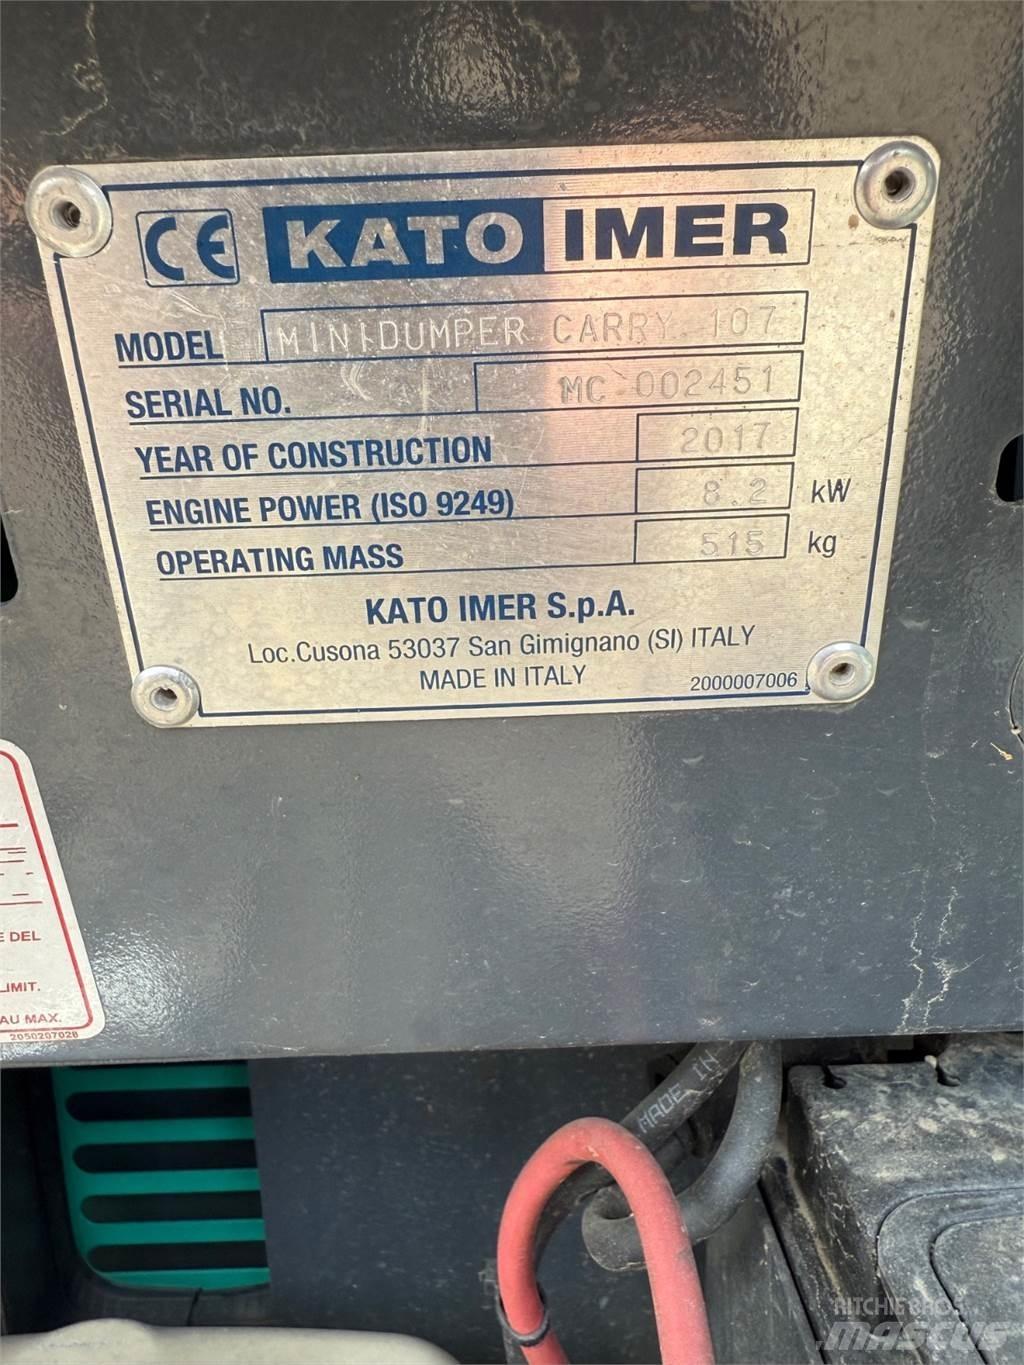 CE KATO IMER
MODEL MINIDUMPER CARRY 107
SERIAL NO. MC 002451
YEAR OF CONSTRUCTION 2017
ENGINE POWER (ISO 9249) 8.2 kW
OPERATING MASS 515 kg
KATO IMER S.p.A.
Loc.Cusona 53037 San Gimignano (SI) ITALY
MADE IN ITALY
2000007006
E DEL
LIMIT.
AU MAX.
2050207028
MADE IN
RITCHIE BROS
MASCUS